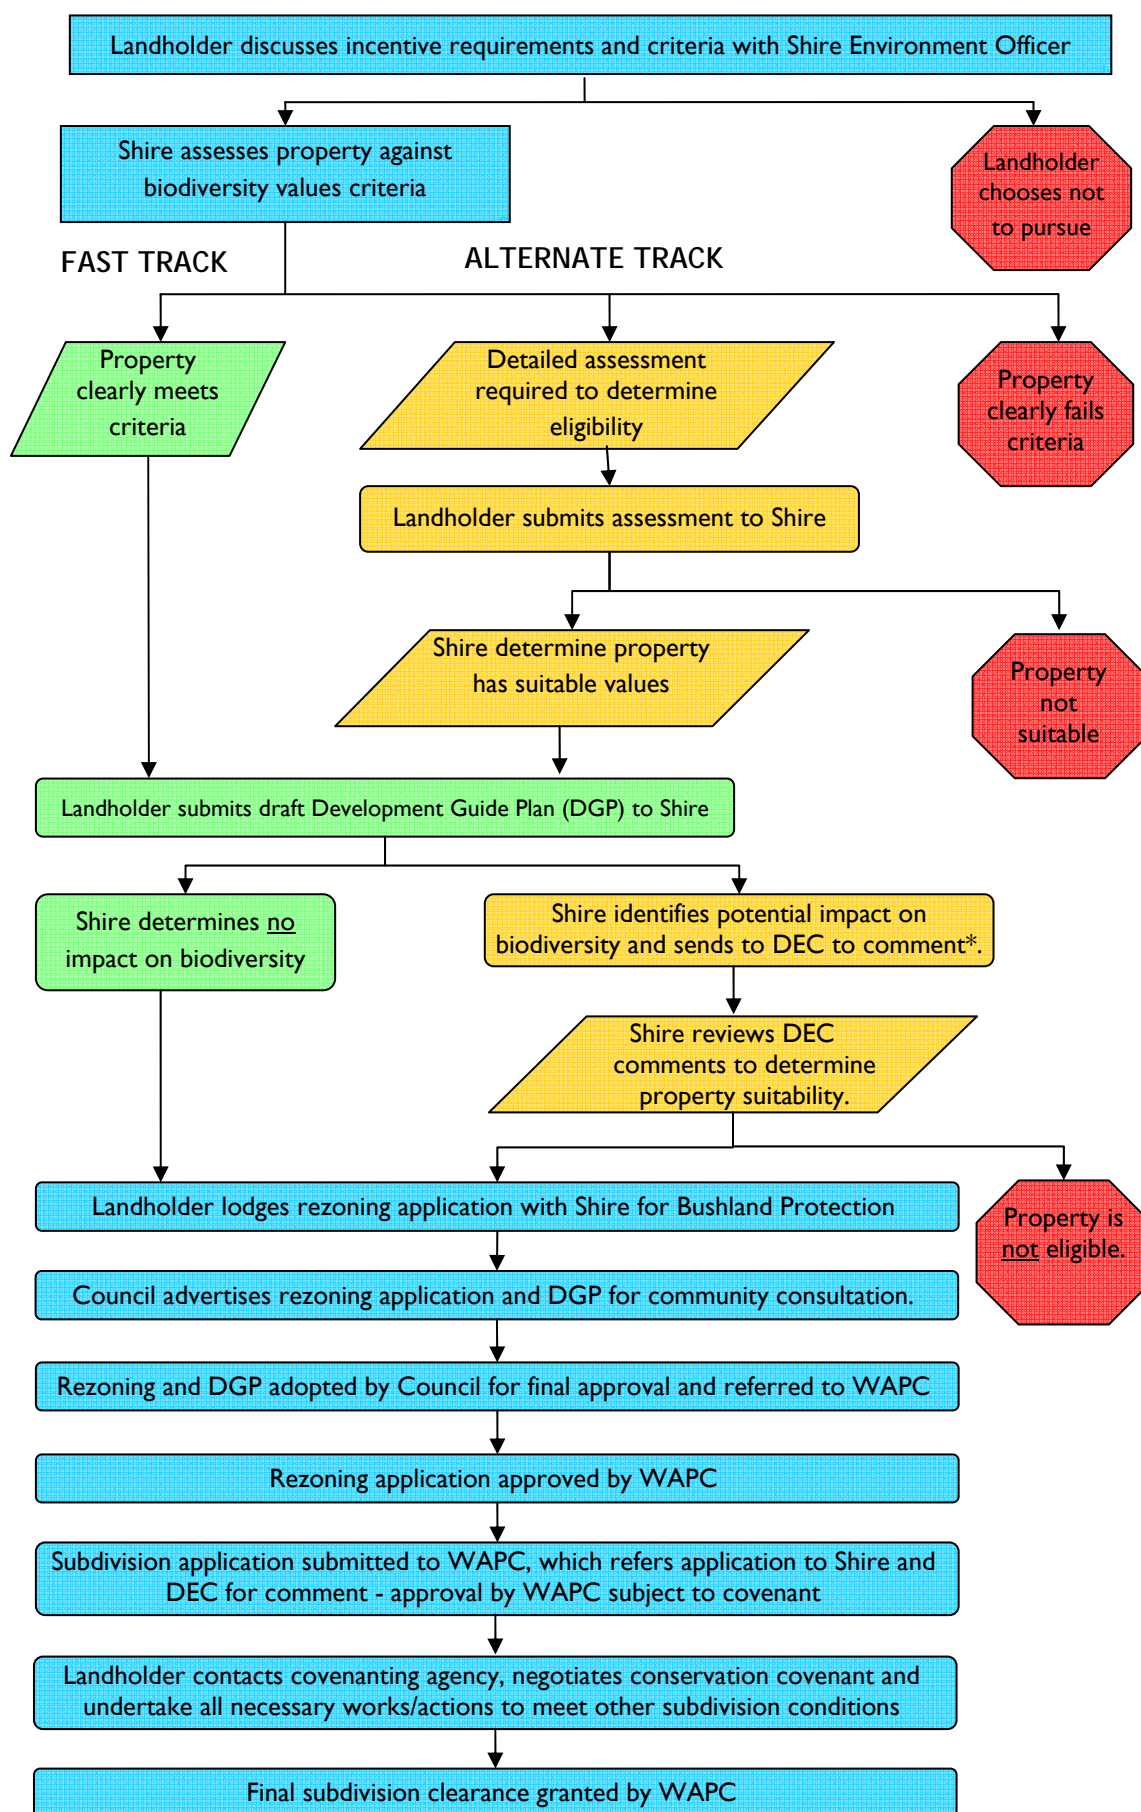 Landholder discusses incentive requirements and criteria with Shire Environment Officer
Shire assesses property against
biodiversity values criteria
Landholder
chooses not
to pursue
FAST TRACK
ALTERNATE TRACK
Property
clearly meets
criteria
Detailed assessment
required to determine
eligibility
Property
clearly fails
criteria
Landholder submits assessment to Shire
Shire determine property
has suitable values
Property
not
suitable
Landholder submits draft Development Guide Plan (DGP) to Shire
Shire determines no
impact on biodiversity
Shire identifies potential impact on
biodiversity and sends to DEC to comment*.
Shire reviews DEC
comments to determine
property suitability.
Landholder lodges rezoning application with Shire for Bushland Protection
Property is
not eligible.
Council advertises rezoning application and DGP for community consultation.
Rezoning and DGP adopted by Council for final approval and referred to WAPC
Rezoning application approved by WAPC
Subdivision application submitted to WAPC, which refers application to Shire and
DEC for comment - approval by WAPC subject to covenant
Landholder contacts covenanting agency, negotiates conservation covenant and
undertake all necessary works/actions to meet other subdivision conditions
Final subdivision clearance granted by WAPC